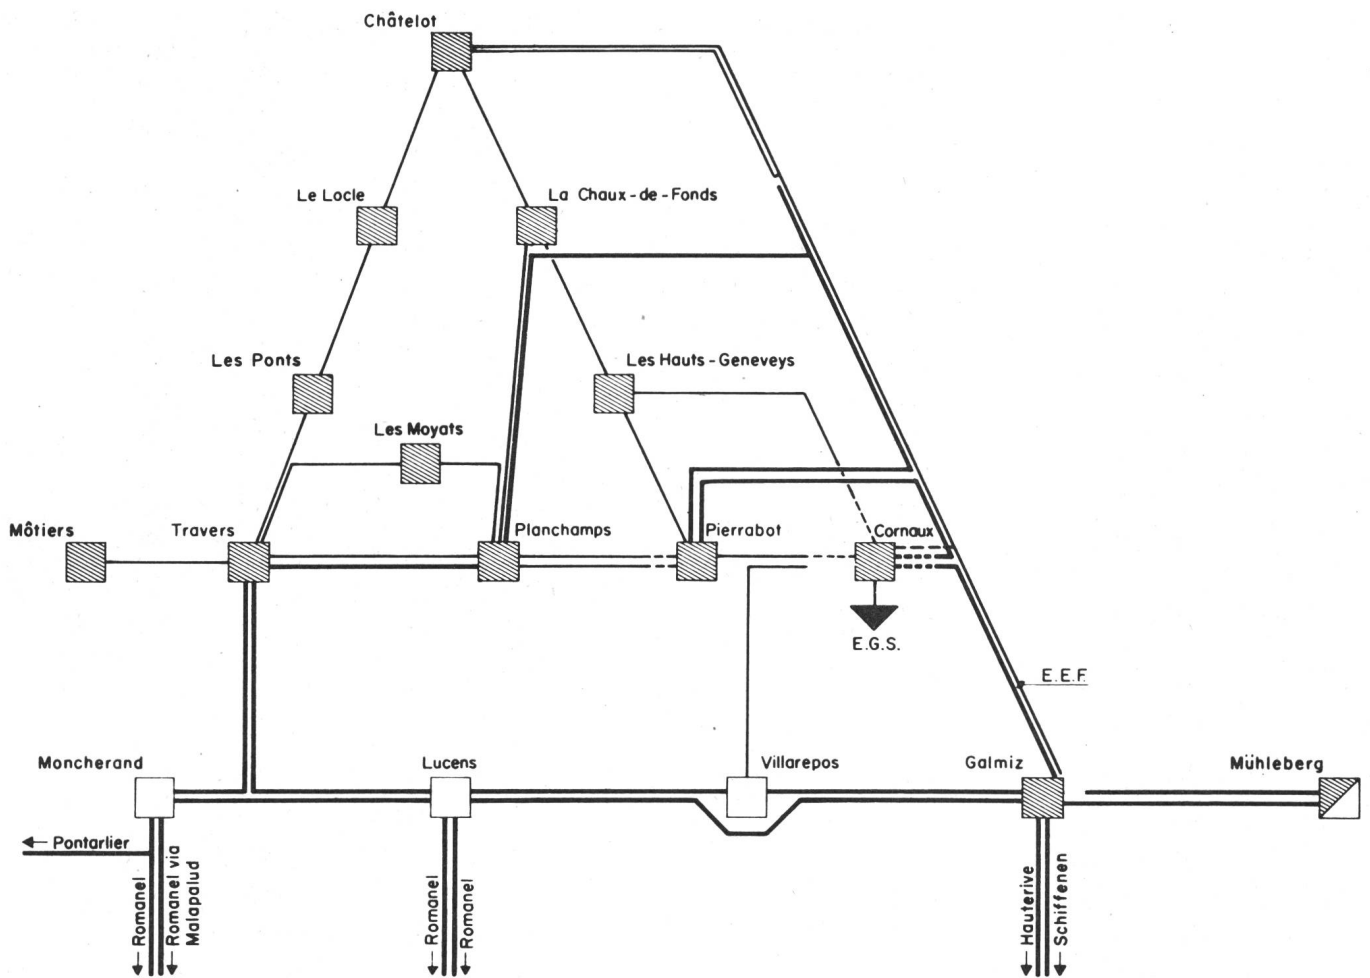 Châtelot
Le Locle
La Chaux-de-Fonds
Les Ponts
Les Hauts-Geneveys
Les Moyats
Môtiers
Travers
Planchamps
Pierrabot
Cornaux
E.G.S.
E.E.F.
Moncherand
Lucens
Villarepos
Galmiz
Mühleberg
Pontarlier
Romanel
Romanel via
Malapalud
Romanel
Romanel
Hauterive
Schiffenen